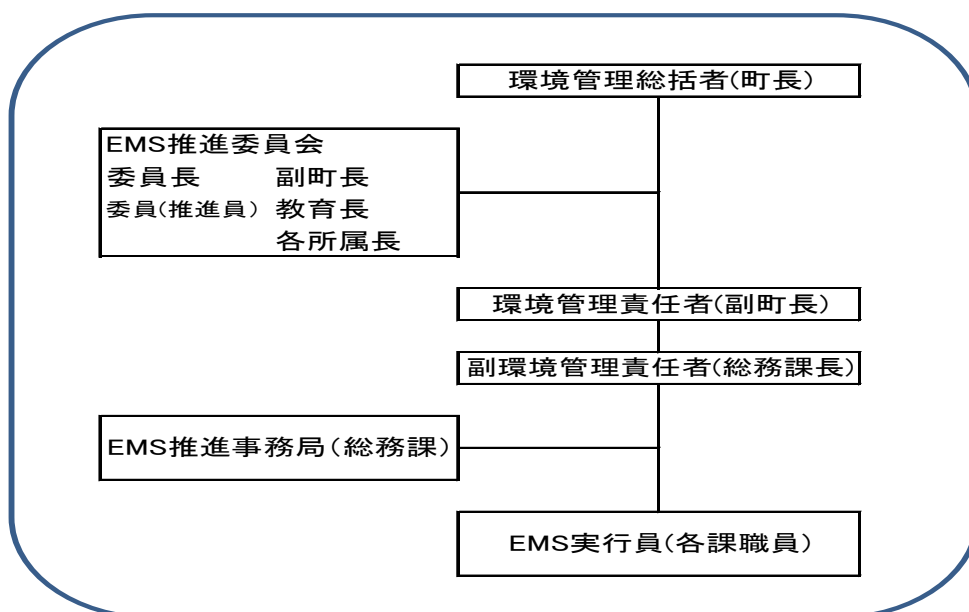 環境管理総括者(町長)
EMS推進委員会
委員長 副町長
委員(推進員) 教育長
各所属長
環境管理責任者(副町長)
副環境管理責任者(総務課長)
EMS推進事務局(総務課)
EMS実行員(各課職員)